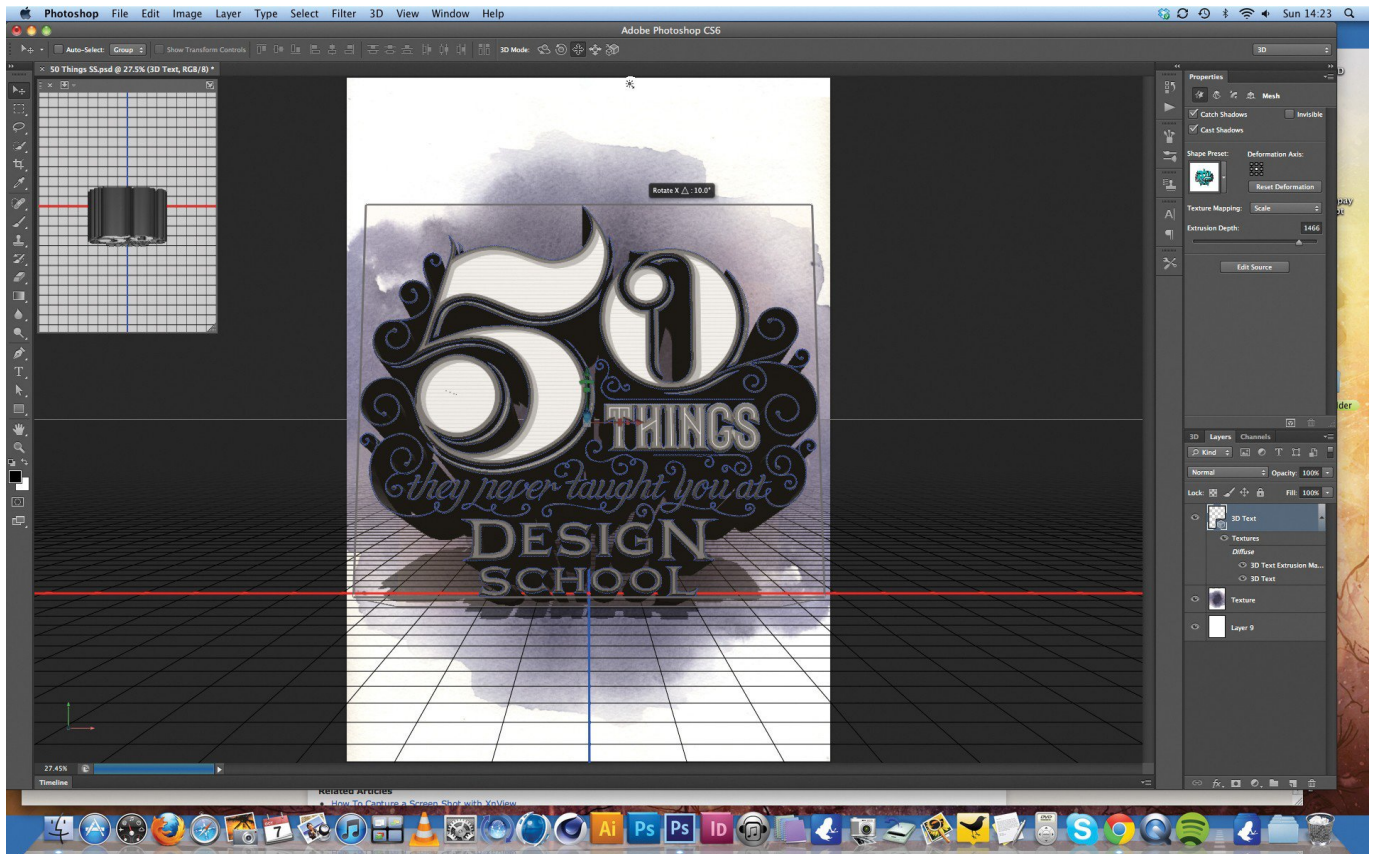 Photoshop File Edit Image Layer Type Select Filter 3D View Window Help
Sun 14:23
Adobe Photoshop CS6
Auto-Select: Group Show Transform Controls 3D Mode: 3D
50 Things SS.psd @ 27.5% (3D Text, RGB/8) *
Rotate X △ : 10.0°
50
THINGS
they never taught you at
DESIGN
SCHOOL
27.45%
Timeline
Properties
Mesh
Catch Shadows Invisible
Cast Shadows
Shape Preset: Deformation Axis:
Reset Deformation
Texture Mapping: Scale
Extrusion Depth: 1466
Edit Source
3D Layers Channels
Kind
Normal Opacity: 100%
Lock: Fill: 100%
3D Text
Textures
Diffuse
3D Text Extrusion Ma...
3D Text
Texture
Layer 9
Related Articles
How To Capture a Screen Shot with XnView
7
Ai Ps Ps ID